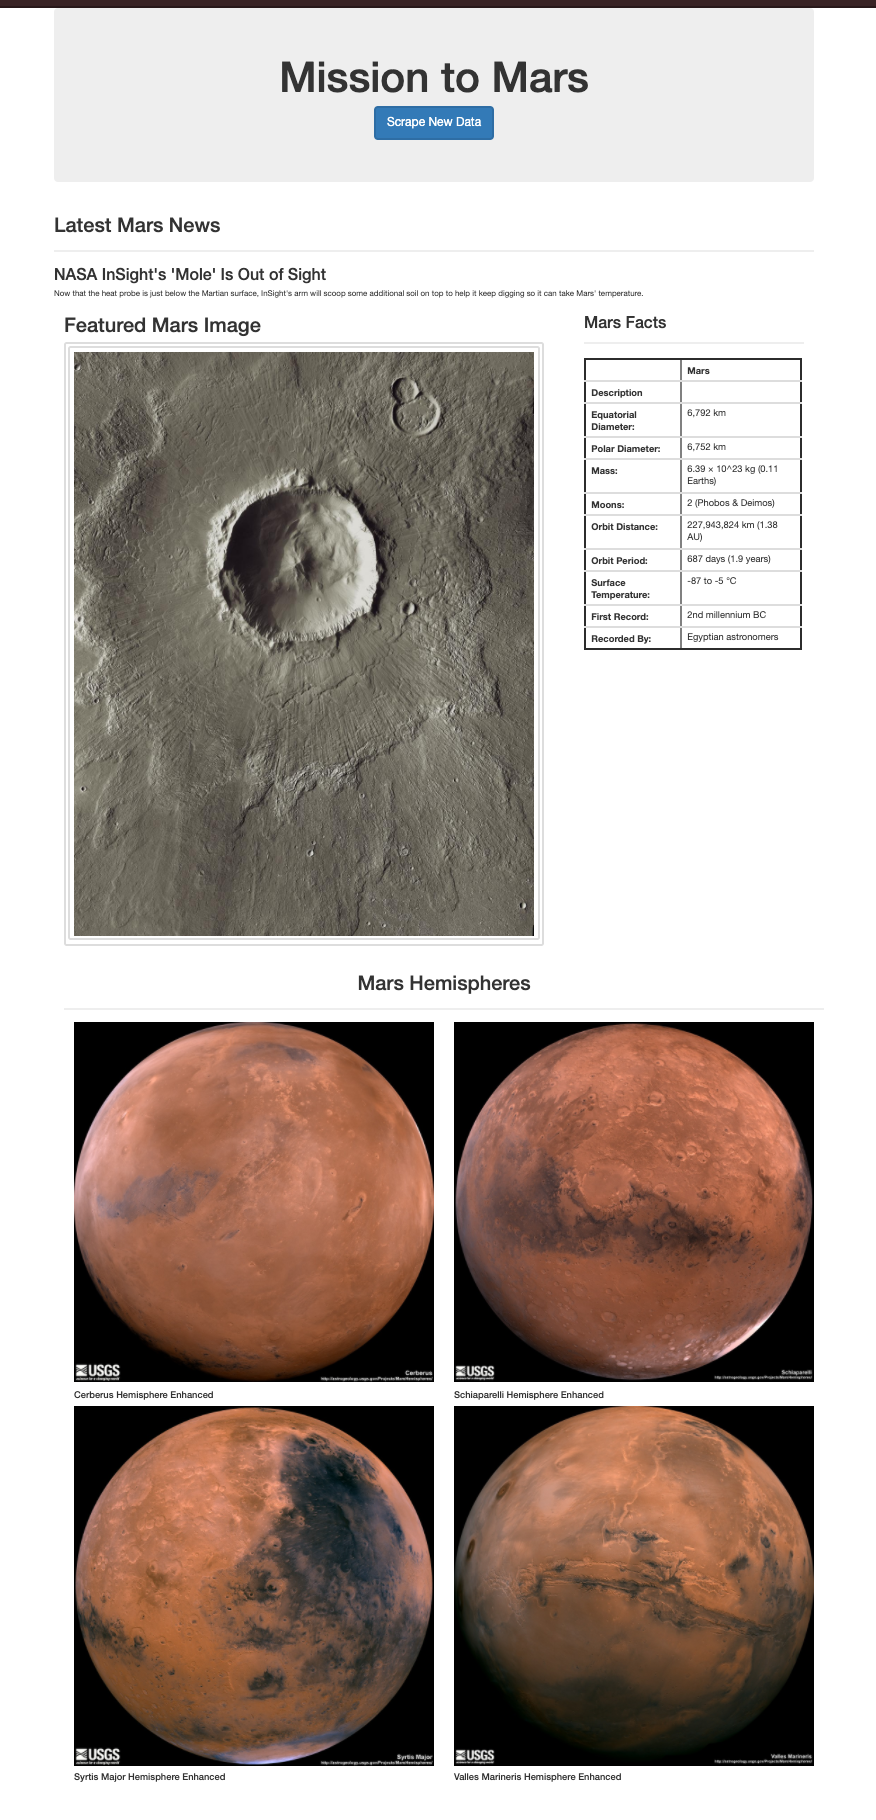 Mission to Mars
Scrape New Data
Latest Mars News
NASA InSight's 'Mole' Is Out of Sight
Now that the heat probe is just below the Martian surface, InSight's arm will scoop some additional soil on top to help it keep digging so it can take Mars' temperature.
Featured Mars Image
Mars Facts
Mars
Description
Equatorial Diameter: 6,792 km
Polar Diameter: 6,752 km
Mass: 6.39 × 10^23 kg (0.11 Earths)
Moons: 2 (Phobos & Deimos)
Orbit Distance: 227,943,824 km (1.38 AU)
Orbit Period: 687 days (1.9 years)
Surface Temperature: -87 to -5 °C
First Record: 2nd millennium BC
Recorded By: Egyptian astronomers
Mars Hemispheres
USGS
Cerberus
USGS
Schiaparelli
Cerberus Hemisphere Enhanced
Schiaparelli Hemisphere Enhanced
USGS
Syrtis Major
USGS
Valles Marineris
Syrtis Major Hemisphere Enhanced
Valles Marineris Hemisphere Enhanced